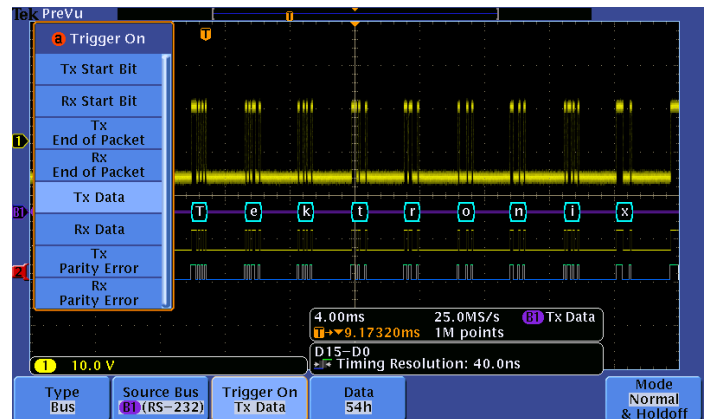 Tek PreVu
T
a Trigger On
T
Tx Start Bit
Rx Start Bit
Tx
End of Packet
Rx
End of Packet
Tx Data
Rx Data
Tx
Parity Error
Rx
Parity Error
1
B1
T e k t r o n i x
2
4.00ms 25.0MS/s B1 Tx Data
T→▼9.17320ms 1M points
D15-D0
Timing Resolution: 40.0ns
1 10.0 V
Type
Bus
Source Bus
B1 (RS-232)
Trigger On
Tx Data
Data
54h
Mode
Normal
& Holdoff